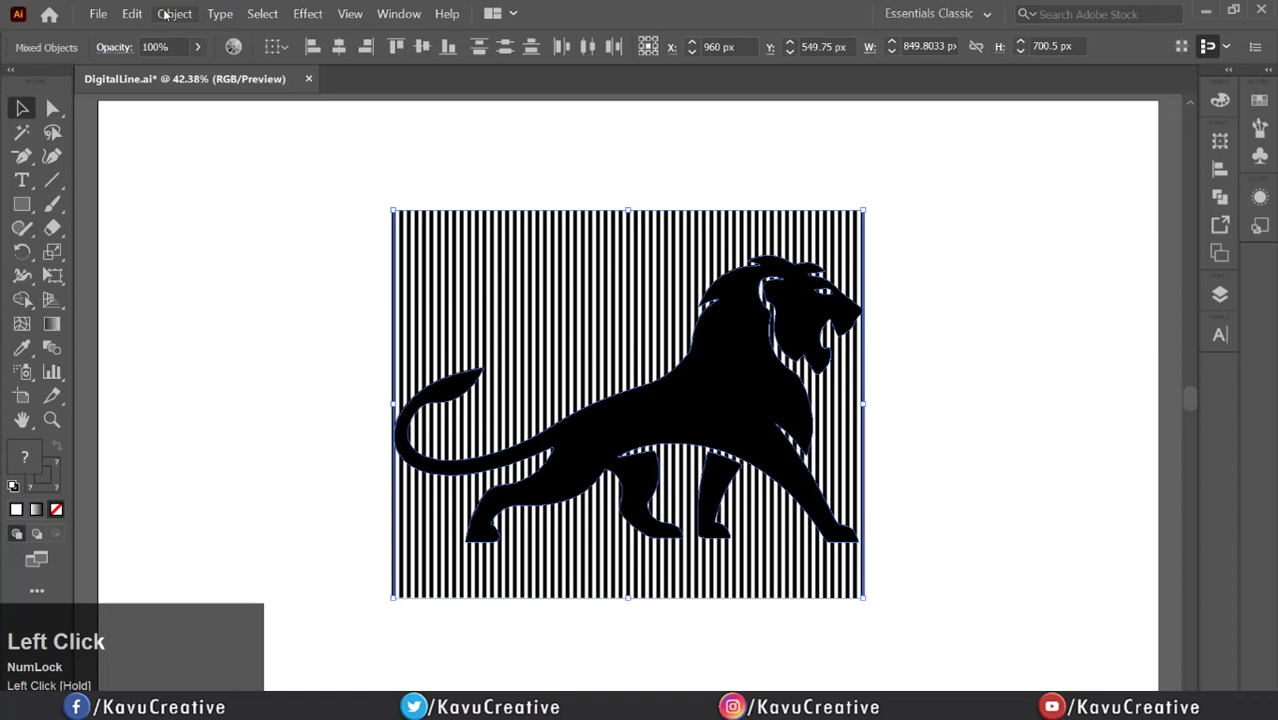 Ai File Edit Object Type Select Effect View Window Help Essentials Classic Search Adobe Stock
Mixed Objects Opacity: 100% X: 960 px Y: 549.75 px W: 849.8033 px H: 700.5 px
DigitalLine.ai* @ 42.38% (RGB/Preview)
Left Click
NumLock
Left Click [Hold]
/KavuCreative /KavuCreative /KavuCreative /KavuCreative